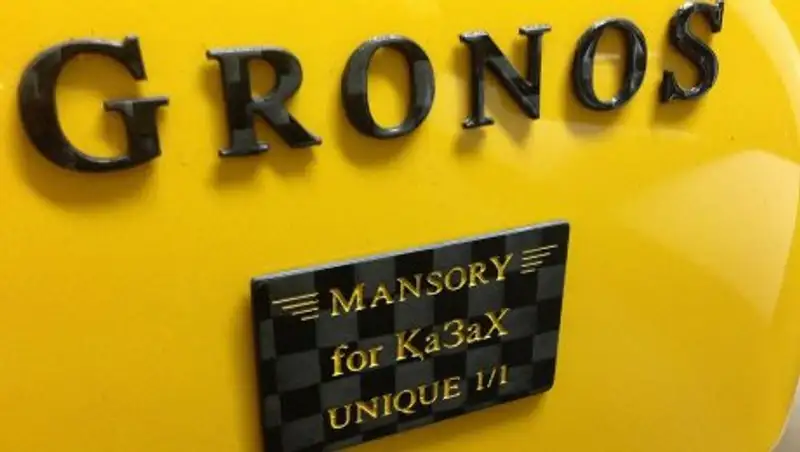 GRONOS
MANSORY
for ҚаЗаХ
UNIQUE 1/1